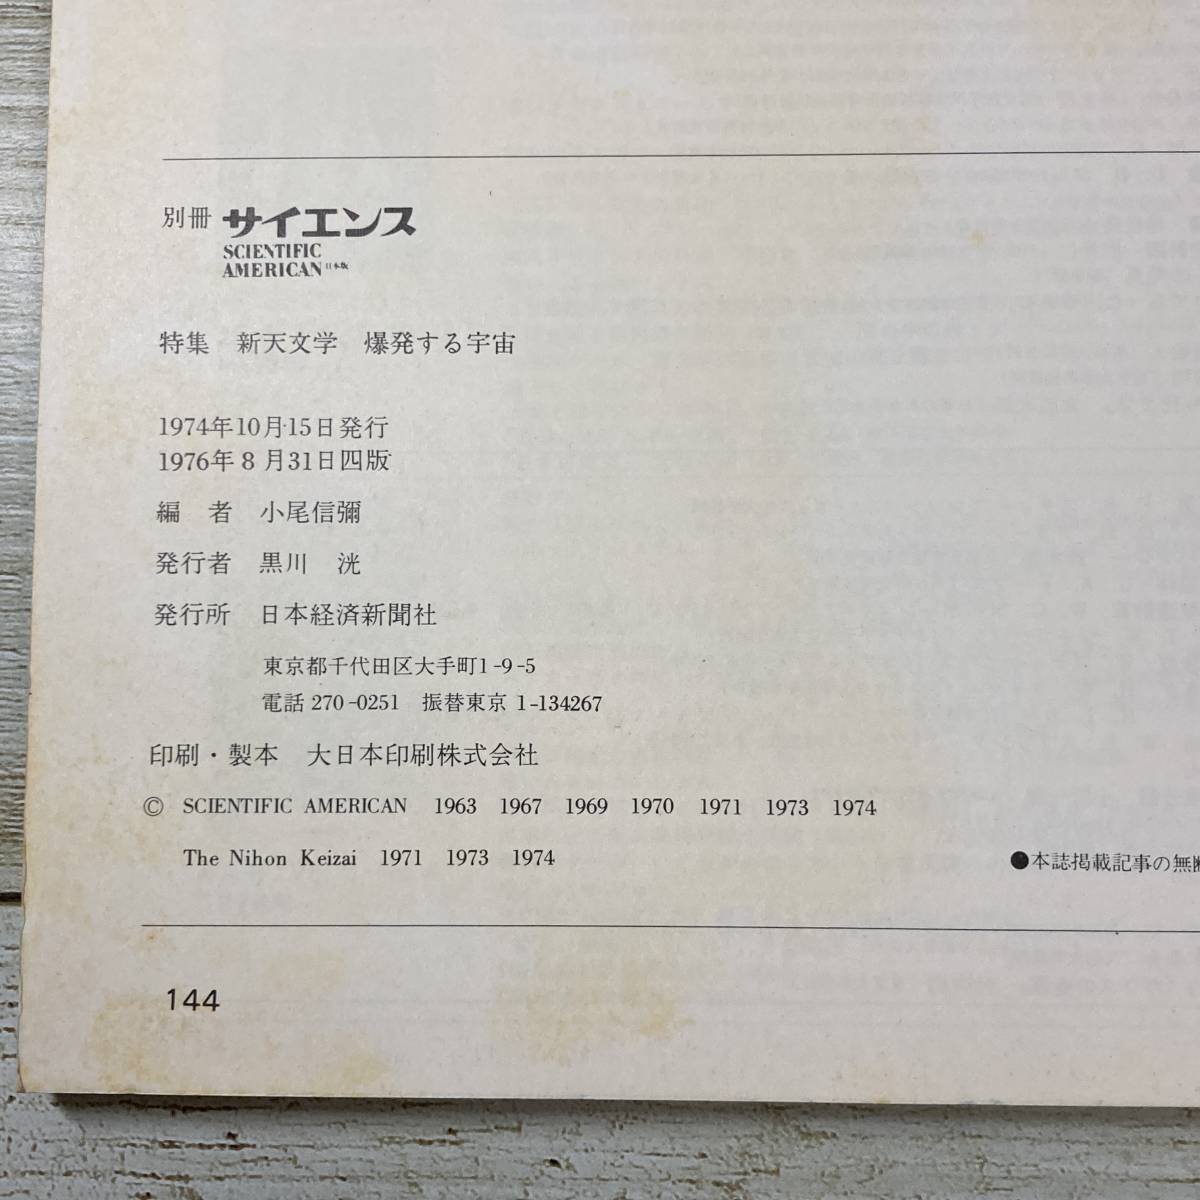 別冊 サイエンス
SCIENTIFIC
AMERICAN 日本版
特集　新天文学　爆発する宇宙
1974年10月15日発行
1976年8月31日四版
編　者　小尾信彌
発行者　黒川　洸
発行所　日本経済新聞社
東京都千代田区大手町1-9-5
電話 270-0251　振替東京 1-134267
印刷・製本　大日本印刷株式会社
© SCIENTIFIC AMERICAN 1963 1967 1969 1970 1971 1973 1974
The Nihon Keizai 1971 1973 1974
●本誌掲載記事の無断
144